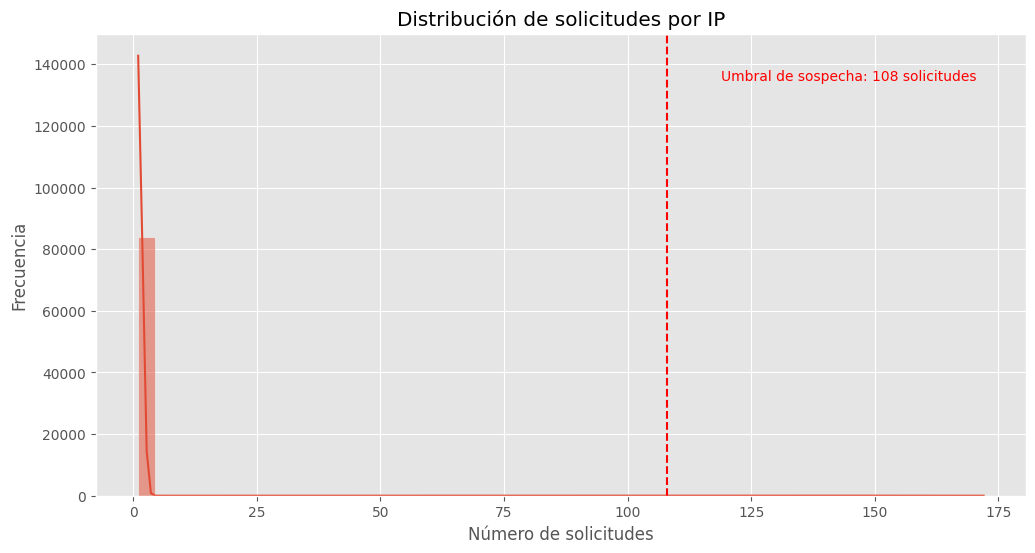 Distribución de solicitudes por IP
Umbral de sospecha: 108 solicitudes
Frecuencia
140000
120000
100000
80000
60000
40000
20000
0
0 25 50 75 100 125 150 175
Número de solicitudes